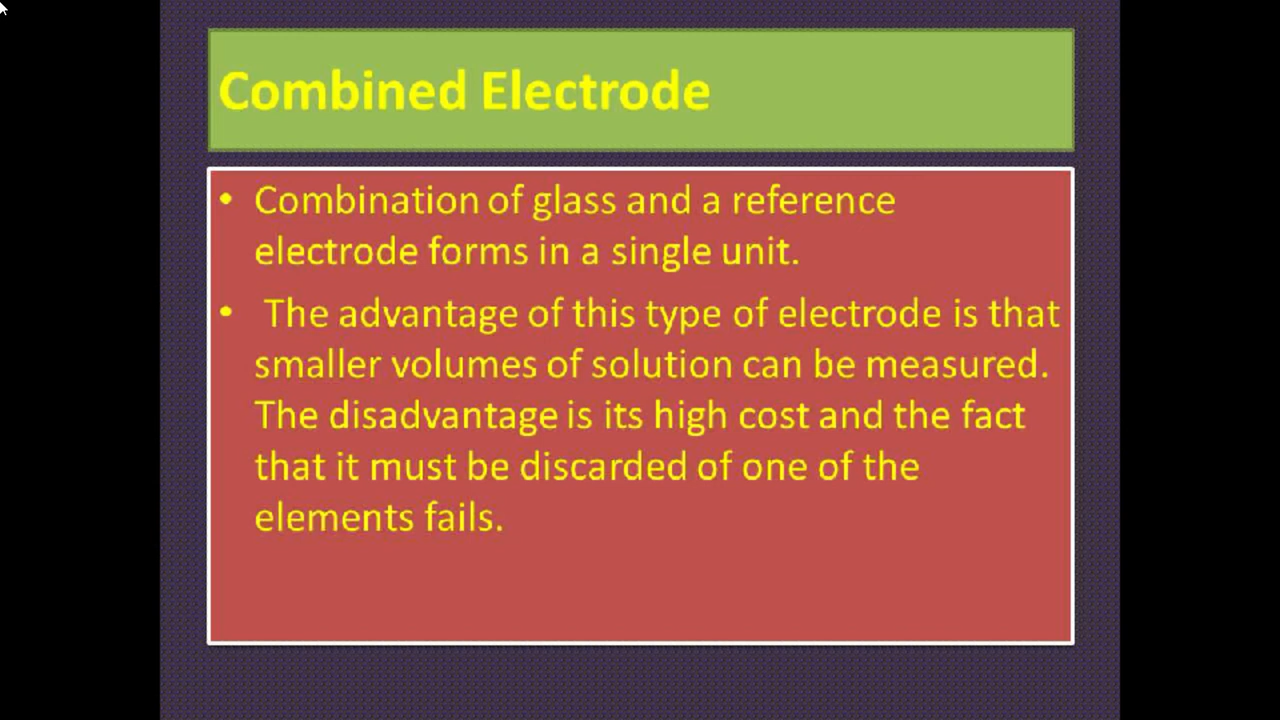 Combined Electrode
• Combination of glass and a reference
electrode forms in a single unit.
• The advantage of this type of electrode is that
smaller volumes of solution can be measured.
The disadvantage is its high cost and the fact
that it must be discarded of one of the
elements fails.